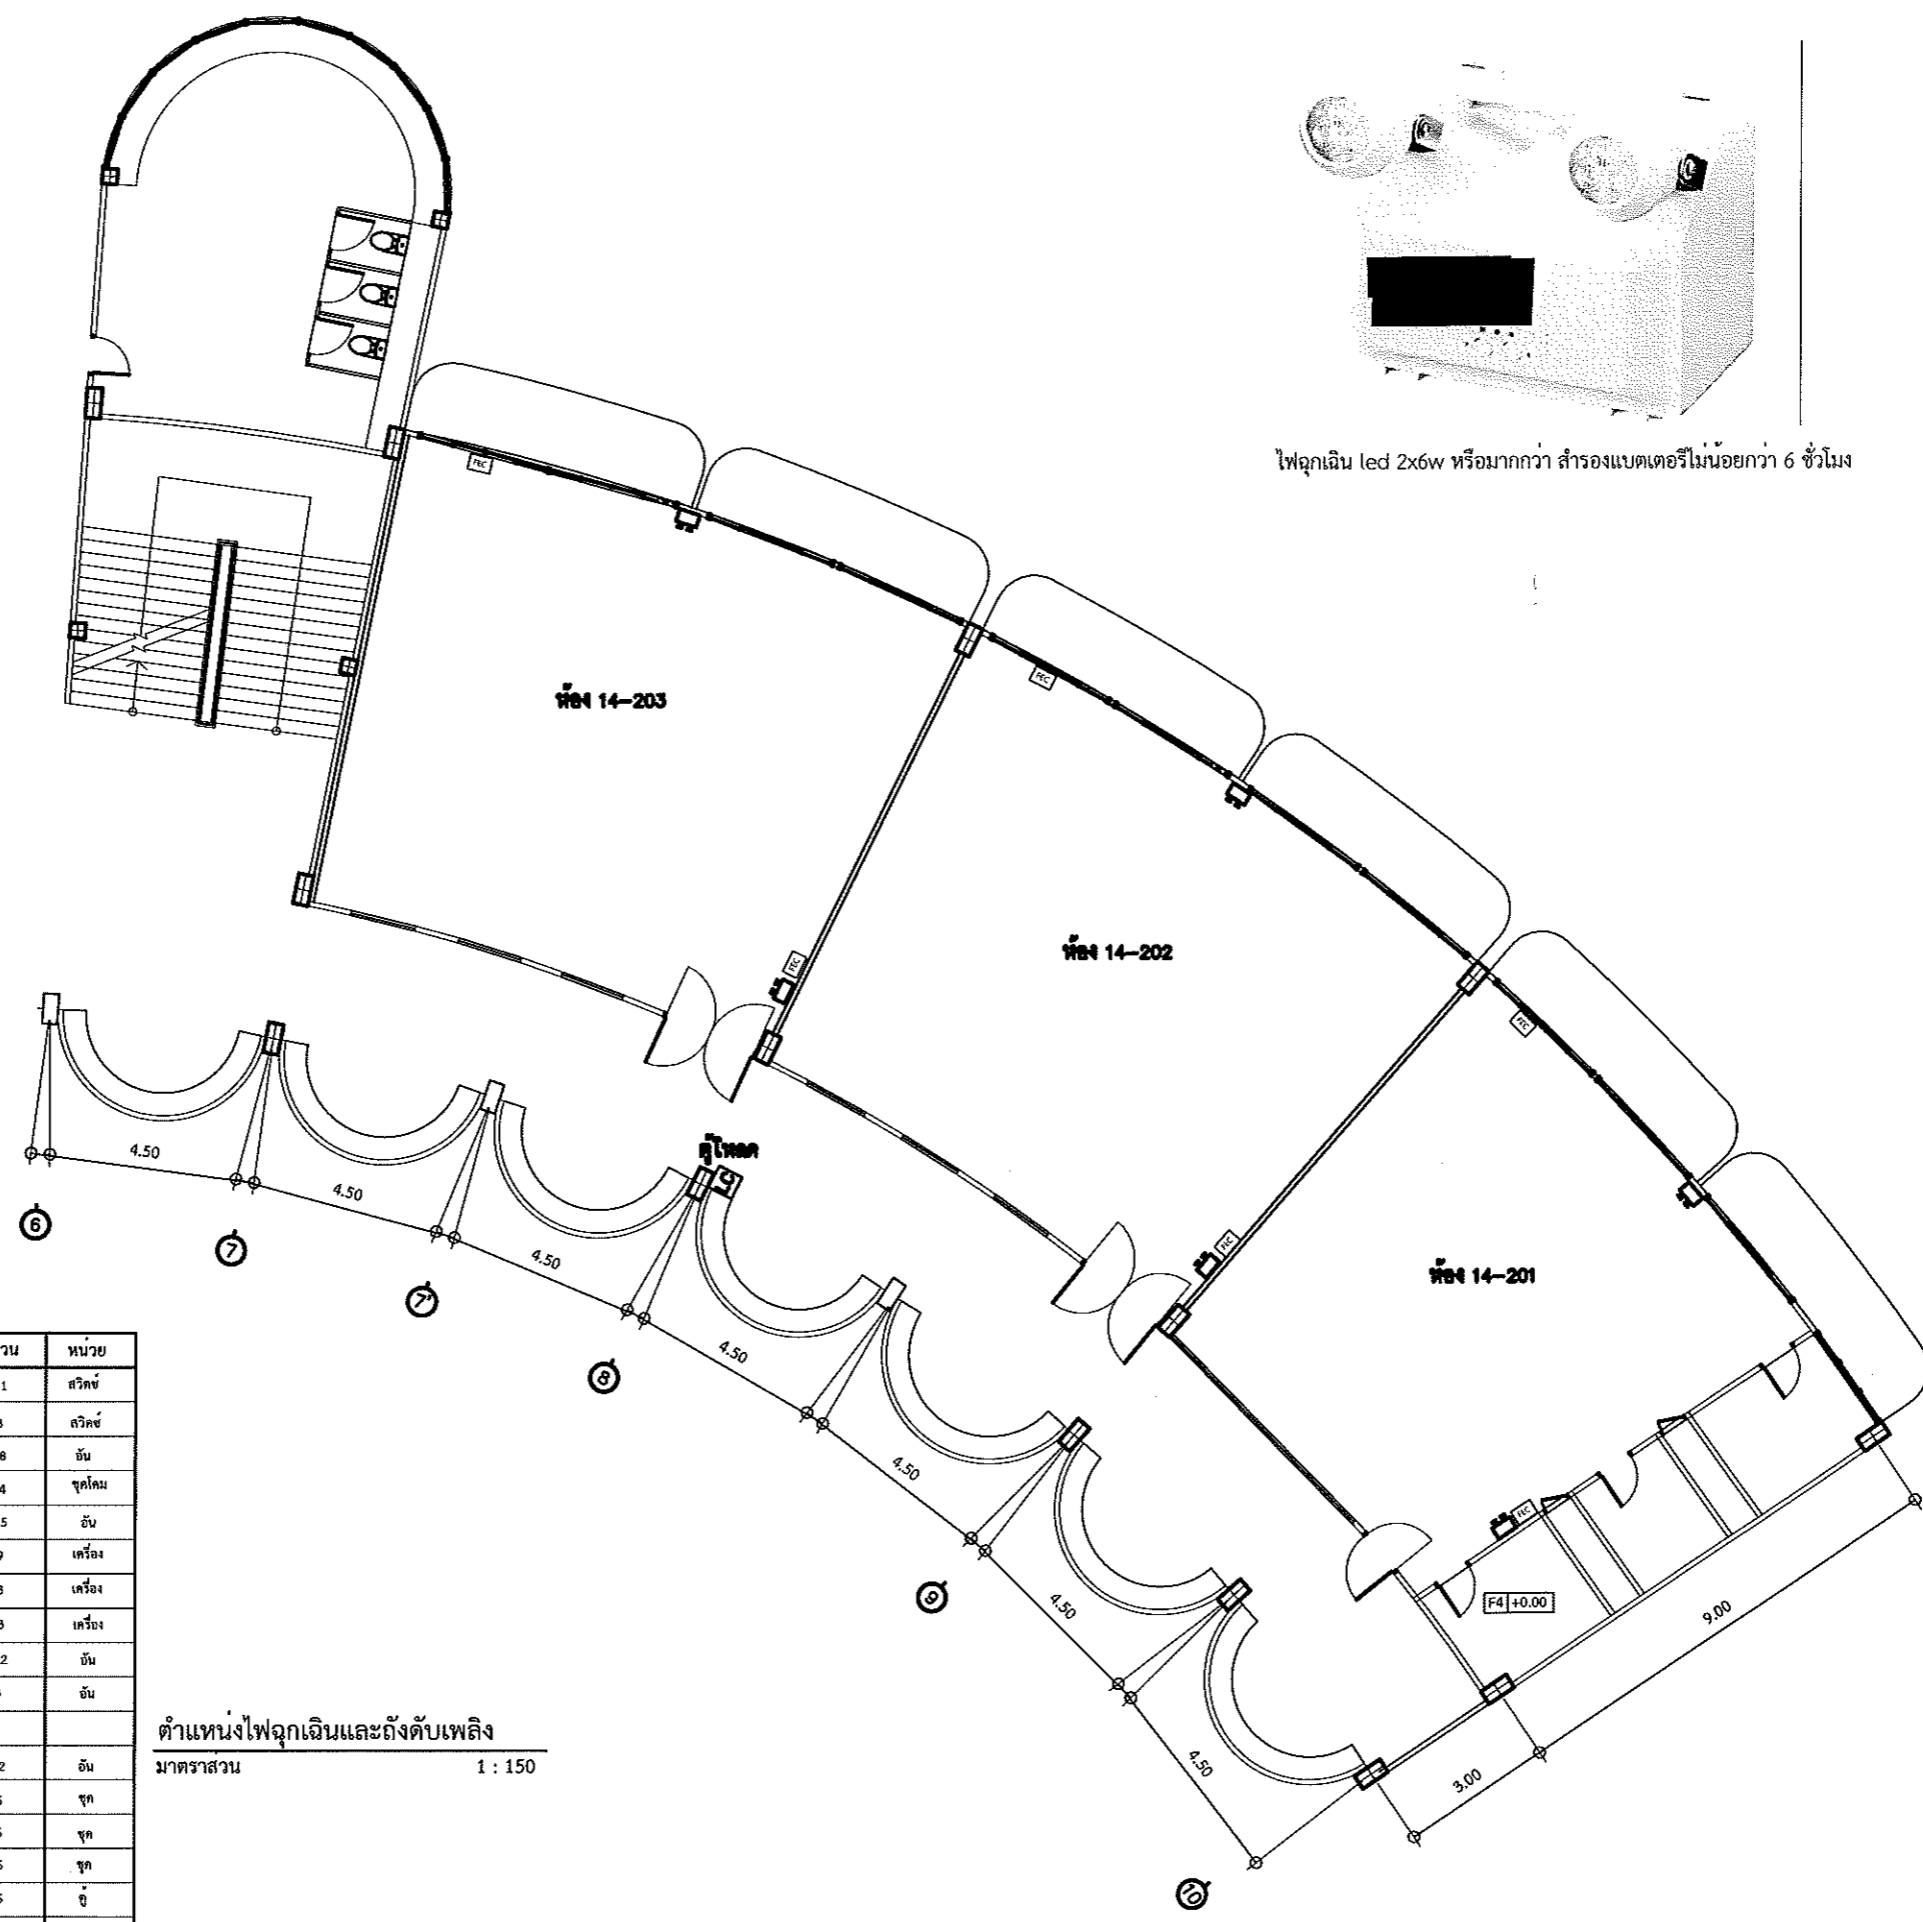 ไฟฉุกเฉิน led 2x6w หรือมากกว่า สำรองแบตเตอรีไม่น้อยกว่า 6 ชั่วโมง
FEC
FEC
ห้อง 14-203
FEC
ห้อง 14-202
FEC
FEC
FEC
ห้อง 14-201
FEC
ตู้โหลด
LC
4.50
4.50
4.50
4.50
4.50
4.50
4.50
3.00
9.00
6
7
7'
8
9
10
F4 +0.00
หน่วย
สวิตช์
สวิตซ์
อัน
ชุดโคม
อัน
เครื่อง
เครื่อง
เครื่อง
อัน
อัน
อัน
ชุด
ชุด
ชุด
ตู้
ตำแหน่งไฟฉุกเฉินและถังดับเพลิง
มาตราส่วน 1 : 150